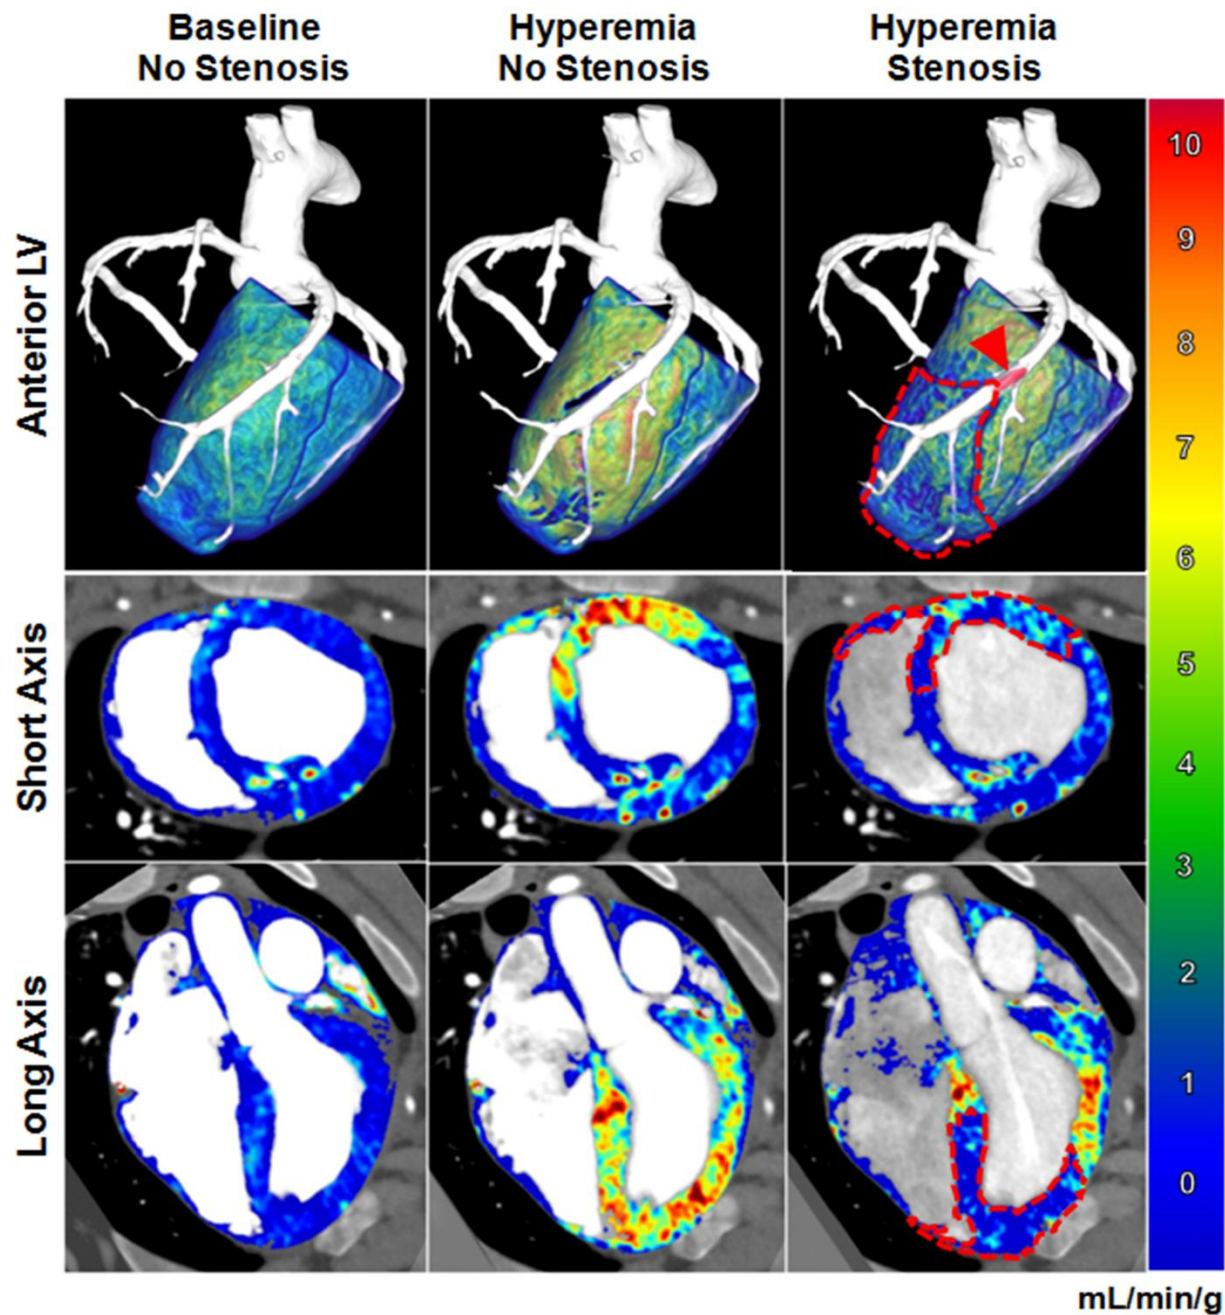 Baseline
No Stenosis
Hyperemia
No Stenosis
Hyperemia
Stenosis
Anterior LV
Short Axis
Long Axis
10
9
8
7
6
5
4
3
2
1
0
mL/min/g